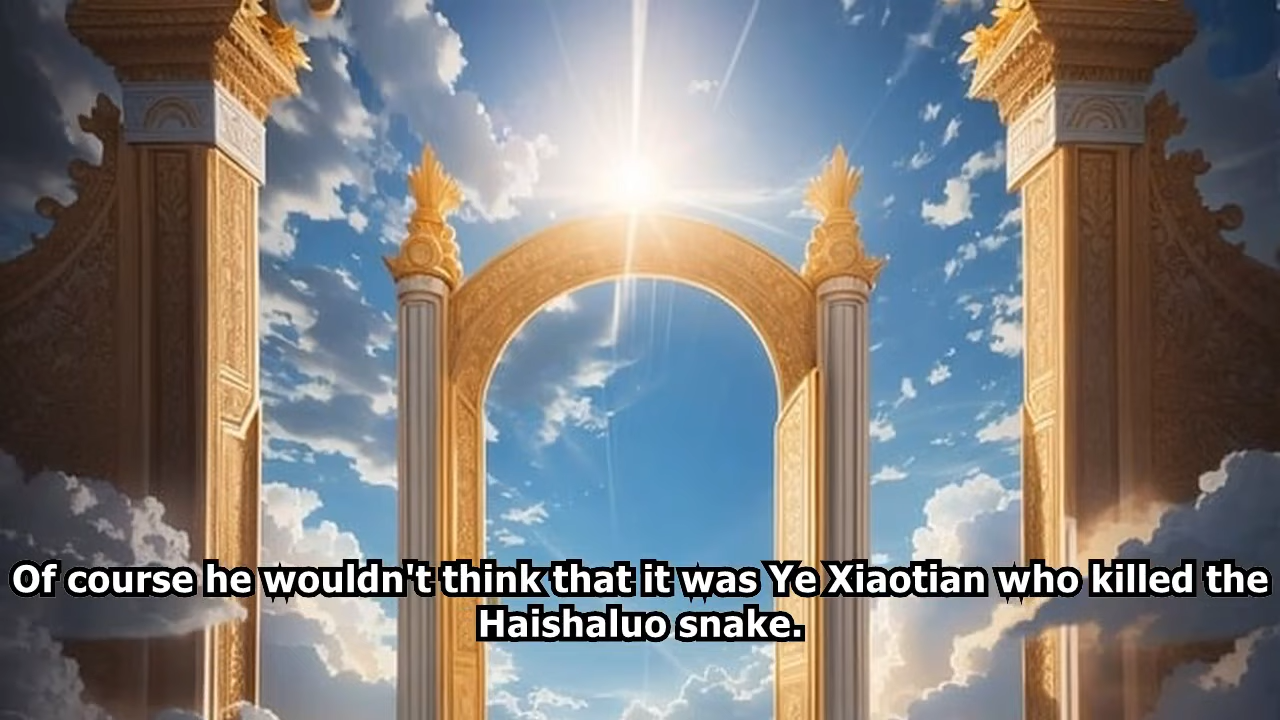 Of course he wouldn't think that it was Ye Xiaotian who killed the
Haishaluo snake.